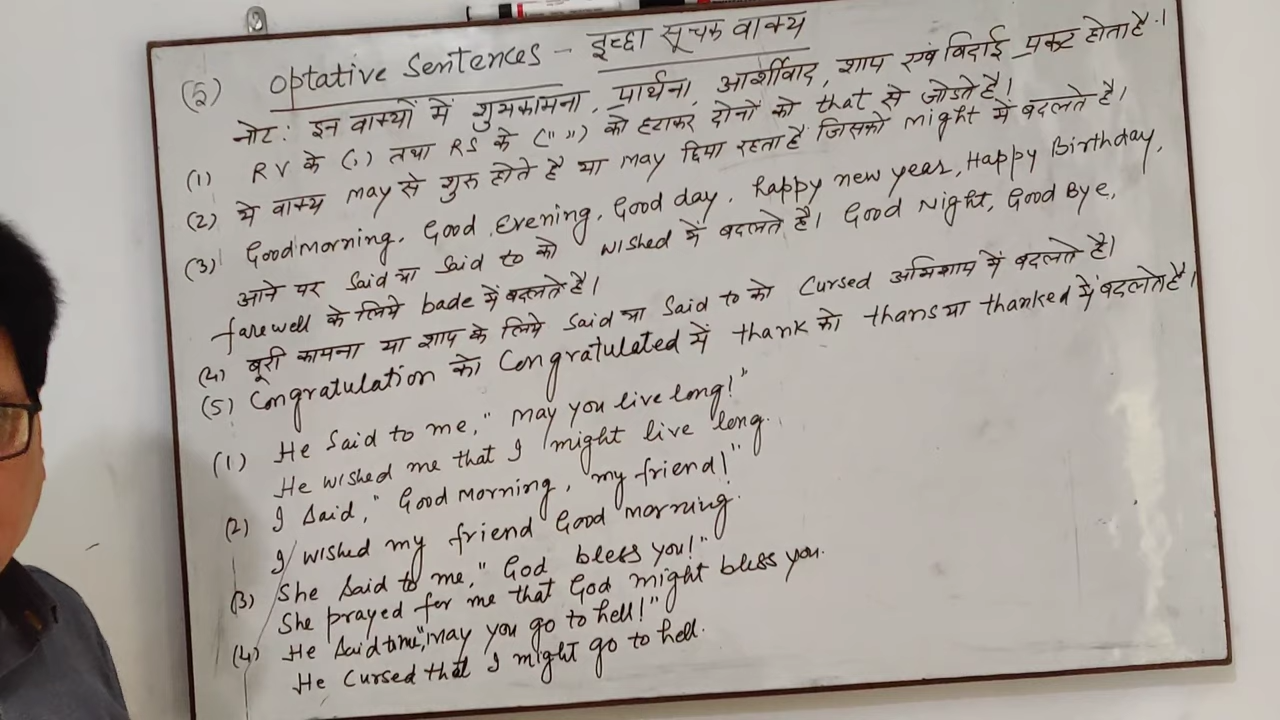 (5) Optative Sentences - इच्छा सूचक वाक्य
नोट: इन वाक्यों में शुभकामना, प्रार्थना, आर्शीवाद, शाप एवं विदाई प्रकट होता है।
(1) RV के (,) तथा RS के (" ") को हटाकर दोनों को that से जोडते है।
(2) ये वाक्य May से शुरू होते है या may छिपा रहता है जिसको might में बदलते है।
(3) Good morning, Good Evening, Good day, happy new year, Happy Birthday,
आने पर Said या Said to को wished में बदलते है। Good Night, Good Bye,
farewell के लिये bade में बदलते है।
(4) बूरी कामना या शाप के लिये Said या Said to को Cursed अभिशाप में बदलते है।
(5) Congratulation को Congratulated में thank को thans या thanked में बदलते है।
(1) He Said to me, "May you live long!"
He wished me that I might live long.
(2) I Said, "Good Morning, my friend!"
I wished my friend Good morning.
(3) She Said to me, "God bless you!"
She prayed for me that God might bless you.
(4) He Said to me, "May you go to hell!"
He Cursed that I might go to hell.